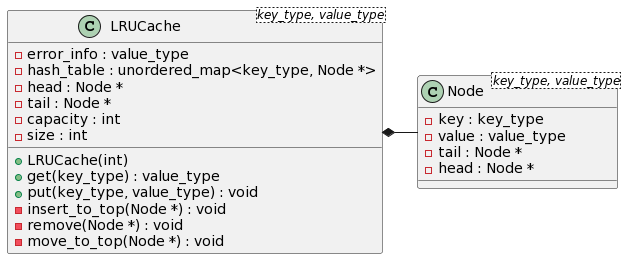 C LRUCache
key_type, value_type
error_info : value_type
hash_table : unordered_map<key_type, Node *>
head : Node *
tail : Node *
capacity : int
size : int
LRUCache(int)
get(key_type) : value_type
put(key_type, value_type) : void
insert_to_top(Node *) : void
remove(Node *) : void
move_to_top(Node *) : void
C Node
key_type, value_type
key : key_type
value : value_type
tail : Node *
head : Node *